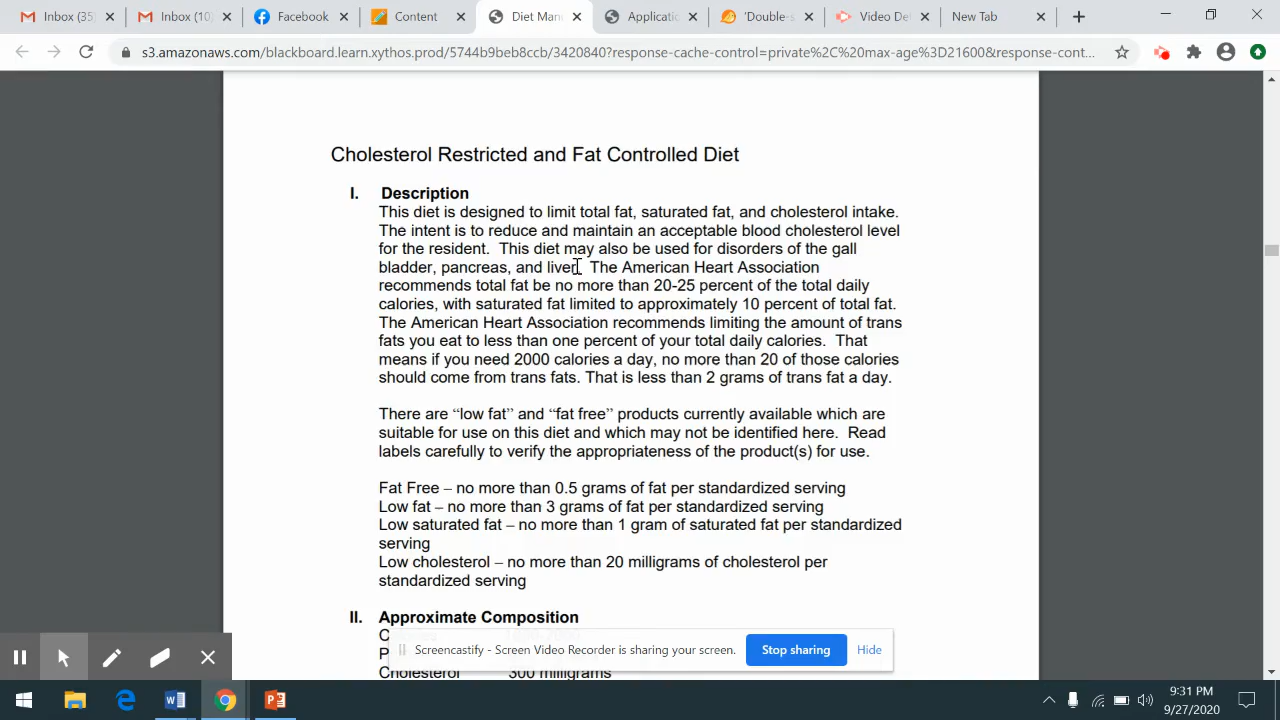 Inbox (35)
Inbox (10)
Facebook
Content
Diet Man
Applicati
'Double-s
Video De
New Tab
s3.amazonaws.com/blackboard.learn.xythos.prod/5744b9beb8ccb/3420840?response-cache-control=private%2C%20max-age%3D21600&response-cont...
Cholesterol Restricted and Fat Controlled Diet
I. Description
This diet is designed to limit total fat, saturated fat, and cholesterol intake.
The intent is to reduce and maintain an acceptable blood cholesterol level
for the resident. This diet may also be used for disorders of the gall
bladder, pancreas, and liver. The American Heart Association
recommends total fat be no more than 20-25 percent of the total daily
calories, with saturated fat limited to approximately 10 percent of total fat.
The American Heart Association recommends limiting the amount of trans
fats you eat to less than one percent of your total daily calories. That
means if you need 2000 calories a day, no more than 20 of those calories
should come from trans fats. That is less than 2 grams of trans fat a day.
There are “low fat” and “fat free” products currently available which are
suitable for use on this diet and which may not be identified here. Read
labels carefully to verify the appropriateness of the product(s) for use.
Fat Free – no more than 0.5 grams of fat per standardized serving
Low fat – no more than 3 grams of fat per standardized serving
Low saturated fat – no more than 1 gram of saturated fat per standardized
serving
Low cholesterol – no more than 20 milligrams of cholesterol per
standardized serving
II. Approximate Composition
Screencastify - Screen Video Recorder is sharing your screen. Stop sharing Hide
Cholesterol 300 milligrams
9:31 PM
9/27/2020